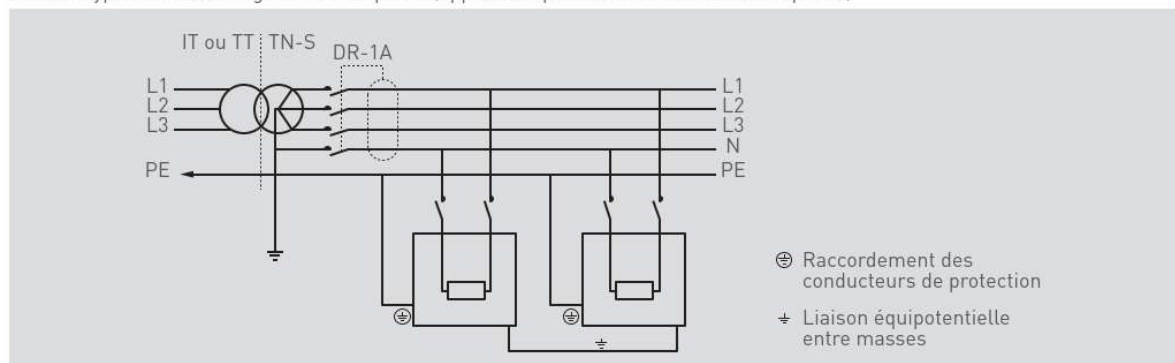 IT ou TT TN-S
DR-1A
L1 L1
L2 L2
L3 L3
N
PE PE
Raccordement des
conducteurs de protection
Liaison équipotentielle
entre masses